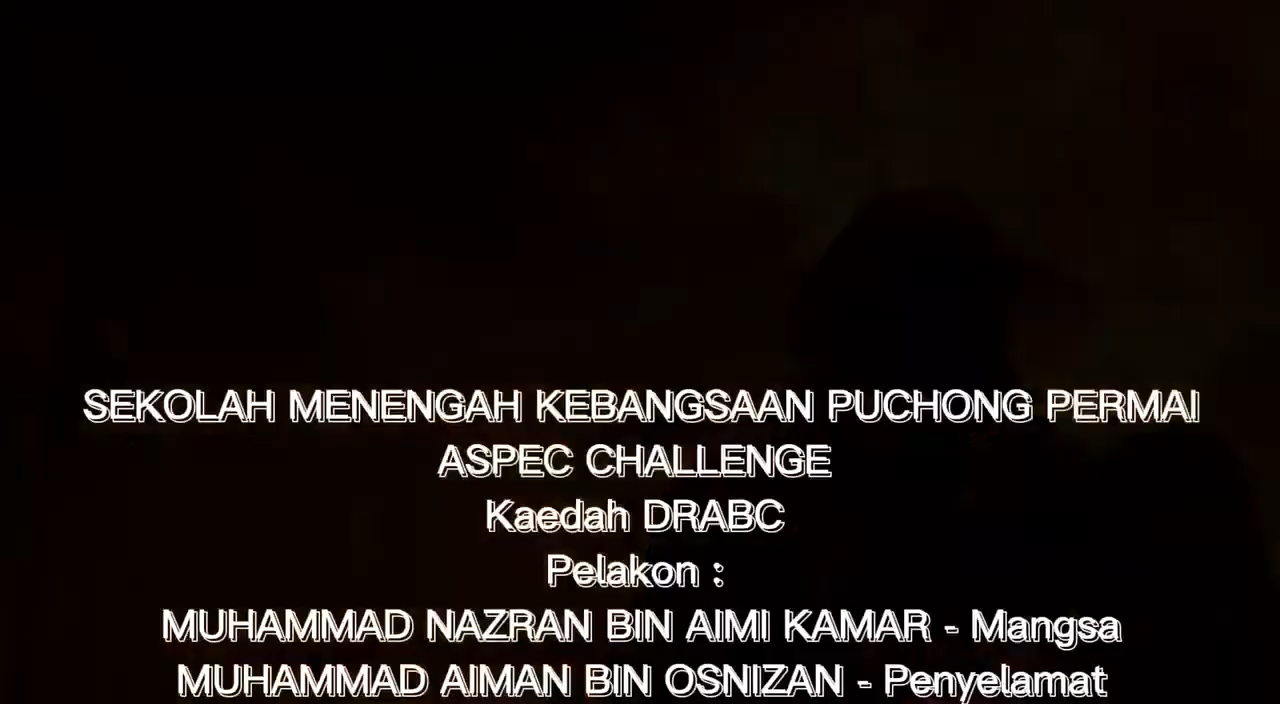 SEKOLAH MENENGAH KEBANGSAAN PUCHONG PERMAI
ASPEC CHALLENGE
Kaedah DRABC
Pelakon :
MUHAMMAD NAZRAN BIN AIMI KAMAR - Mangsa
MUHAMMAD AIMAN BIN OSNIZAN - Penyelamat